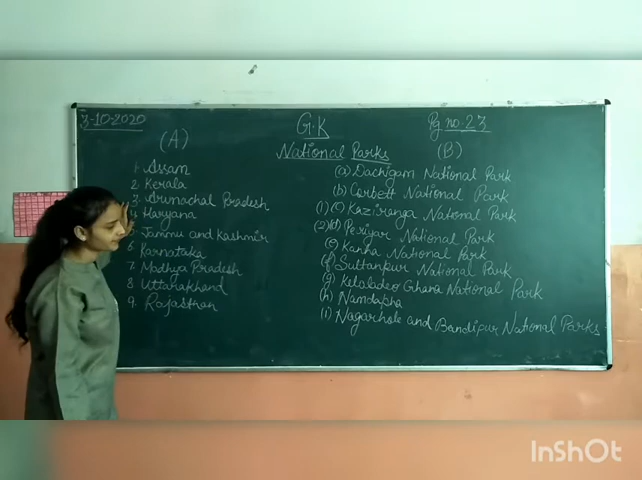 3-10-2020
G.K
Pg no. 23
National Parks
(A)
1. Assam
2. Kerala
3. Arunachal Pradesh
4. Haryana
Jammu and Kashmir
6. Karnataka
7. Madhya Pradesh
8. Uttarakhand
9. Rajasthan
(B)
(a) Dachigam National Park
(b) Corbett National Park
(1) (c) Kaziranga National Park
(2) (d) Periyar National Park
(e) Kanha National Park
(f) Sultanpur National Park
(g) Keloladeo Ghana National Park
(h) Namdapha
(i) Nagarhole and Bandipur National Parks
InShOt